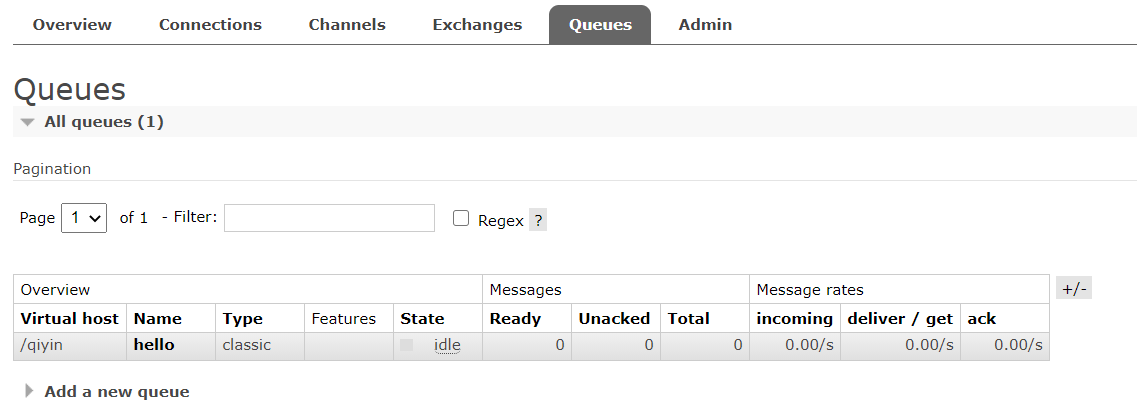 Overview Connections Channels Exchanges Queues Admin
Queues
All queues (1)
Pagination
Page 1 of 1 - Filter: Regex ?
Overview Messages Message rates +/-
Virtual host Name Type Features State Ready Unacked Total incoming deliver / get ack
/qiyin hello classic idle 0 0 0 0.00/s 0.00/s 0.00/s
Add a new queue